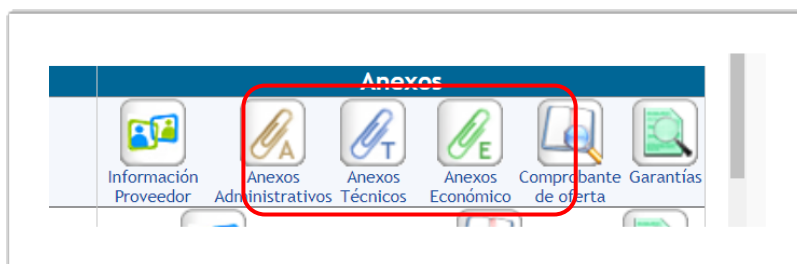 Anexos
A T E
Información Anexos Anexos Anexos Comprobante Garantías
Proveedor Administrativos Técnicos Económico de oferta